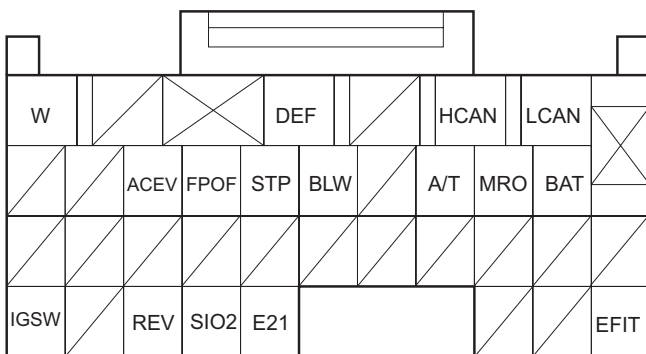 W DEF HCAN LCAN
ACEV FPOF STP BLW A/T MRO BAT
IGSW REV SIO2 E21 EFIT